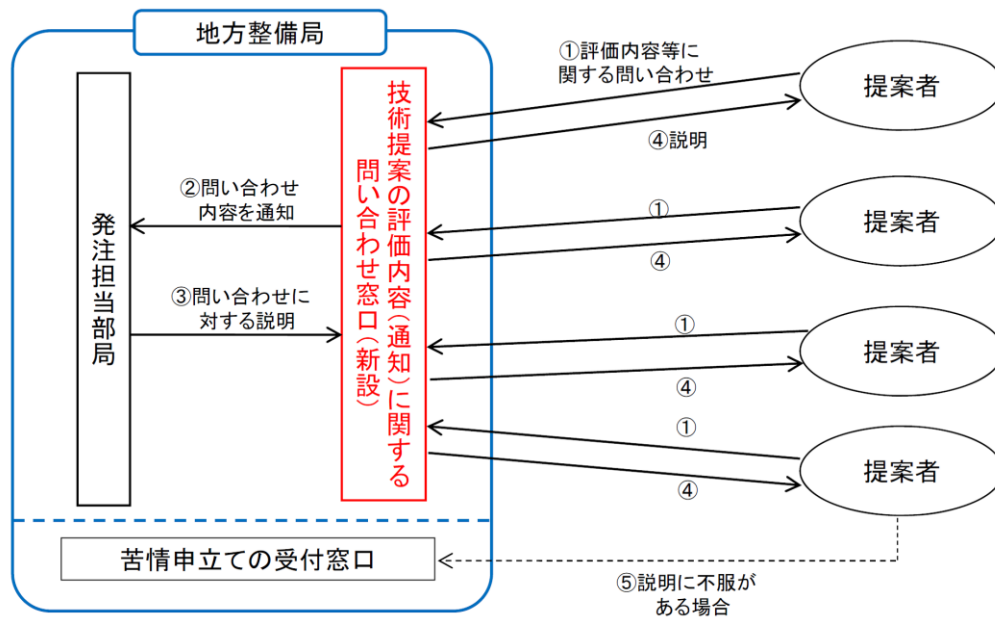 地方整備局
発注担当部局
②問い合わせ
内容を通知
③問い合わせに
対する説明
技術提案の評価内容(通知)に関する
問い合わせ窓口(新設)
①評価内容等に
関する問い合わせ
④説明
提案者
①
④
提案者
①
④
提案者
①
④
提案者
苦情申立ての受付窓口
⑤説明に不服が
ある場合